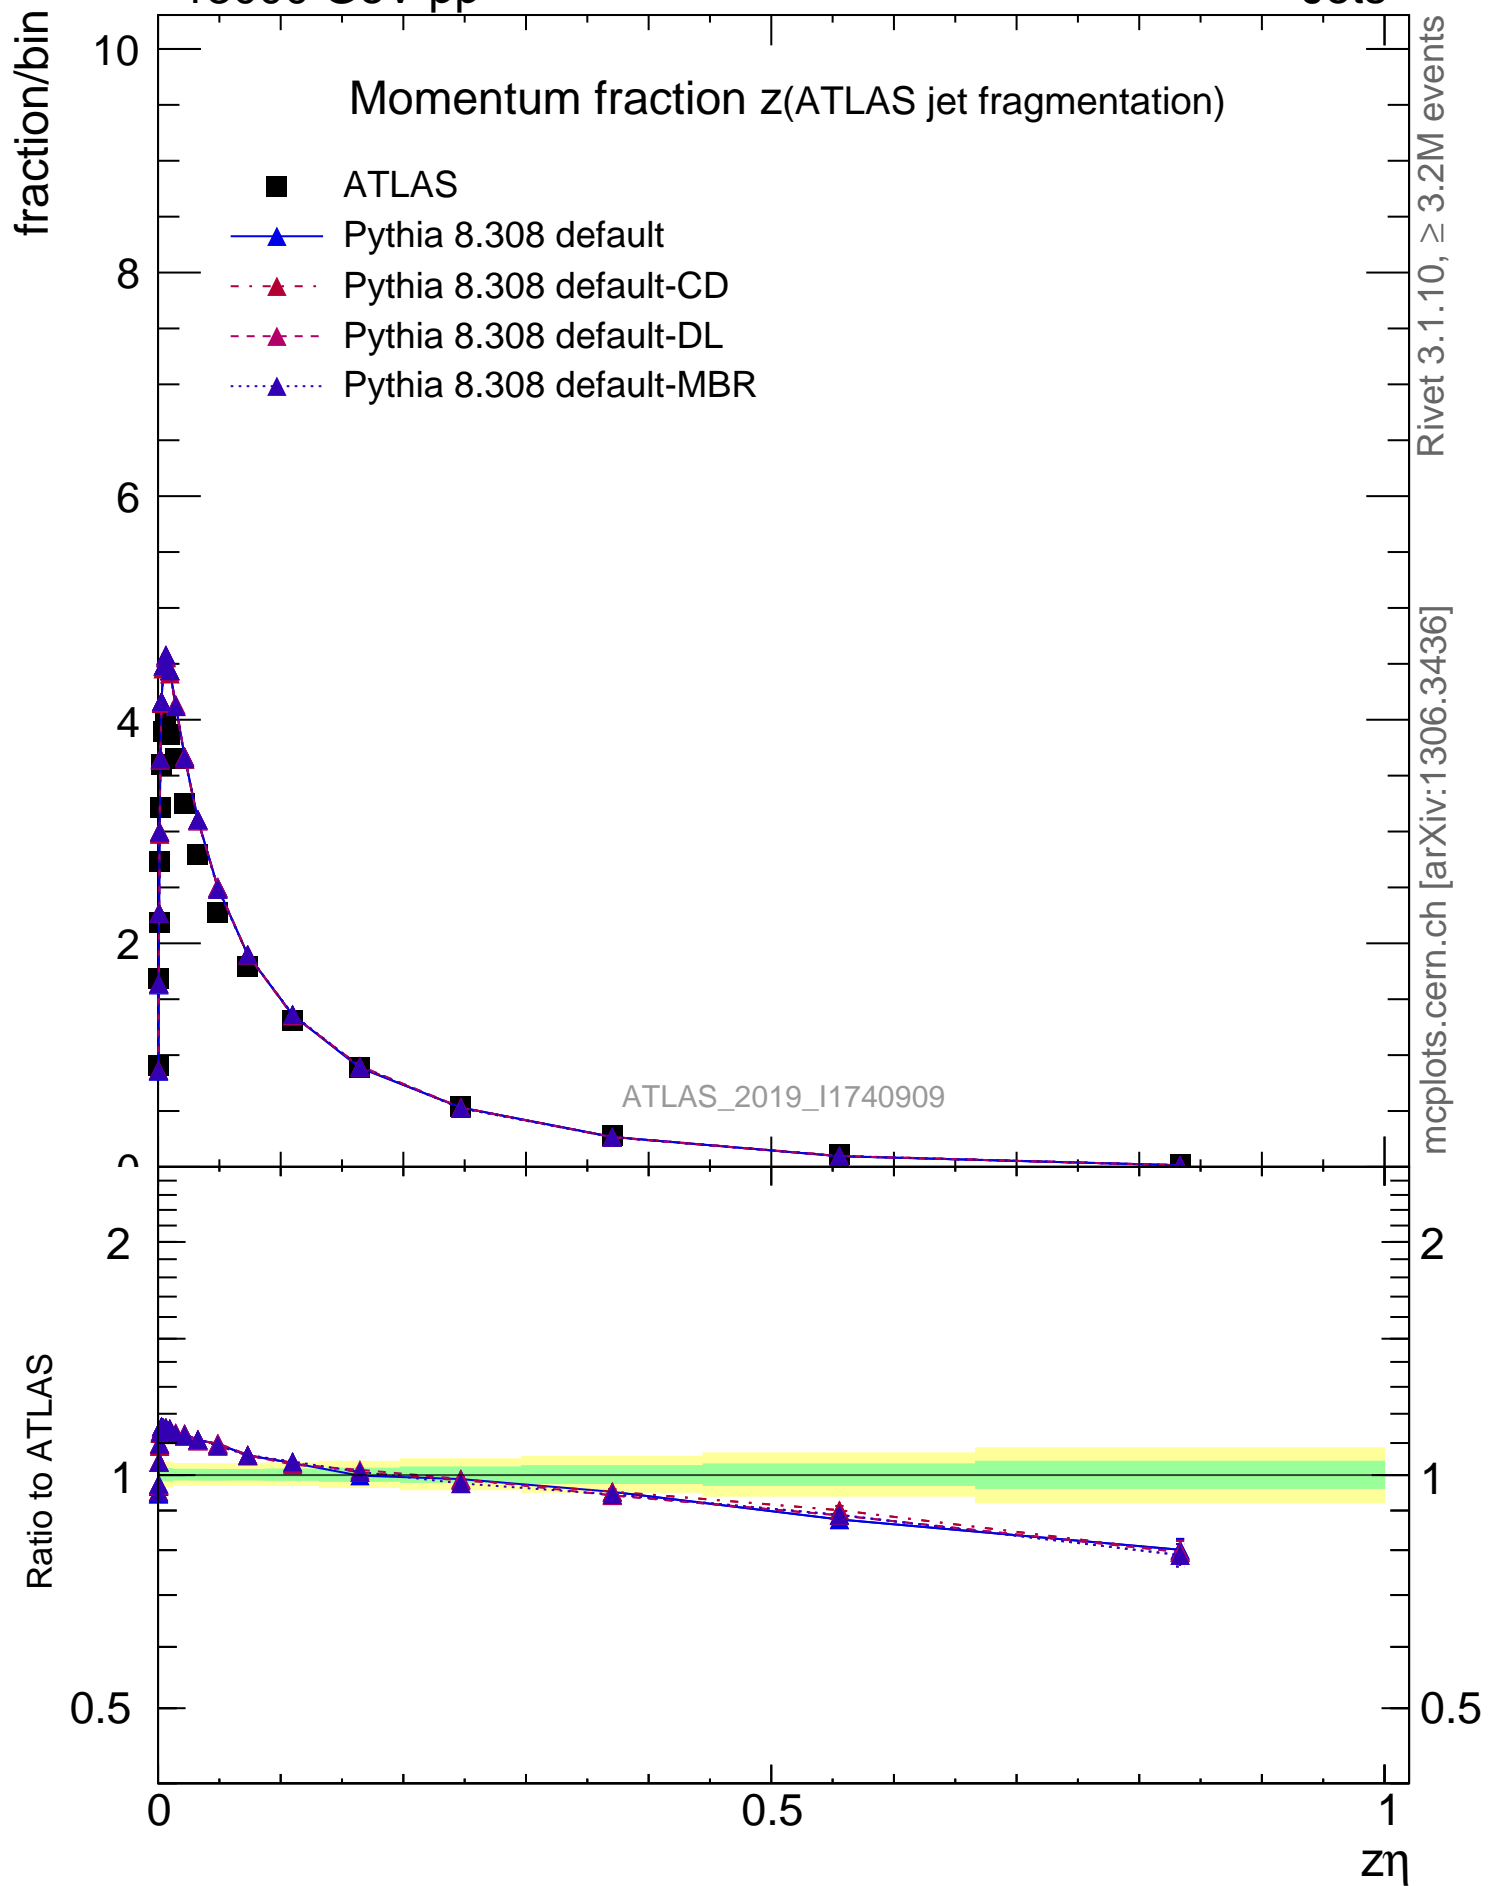 fraction/bin
Momentum fraction z(ATLAS jet fragmentation)
ATLAS
Pythia 8.308 default
Pythia 8.308 default-CD
Pythia 8.308 default-DL
Pythia 8.308 default-MBR
10
8
6
4
2
0
ATLAS_2019_I1740909
Rivet 3.1.10, ≥ 3.2M events
mcplots.cern.ch [arXiv:1306.3436]
Ratio to ATLAS
2
1
0.5
2
1
0.5
0
0.5
1
zη